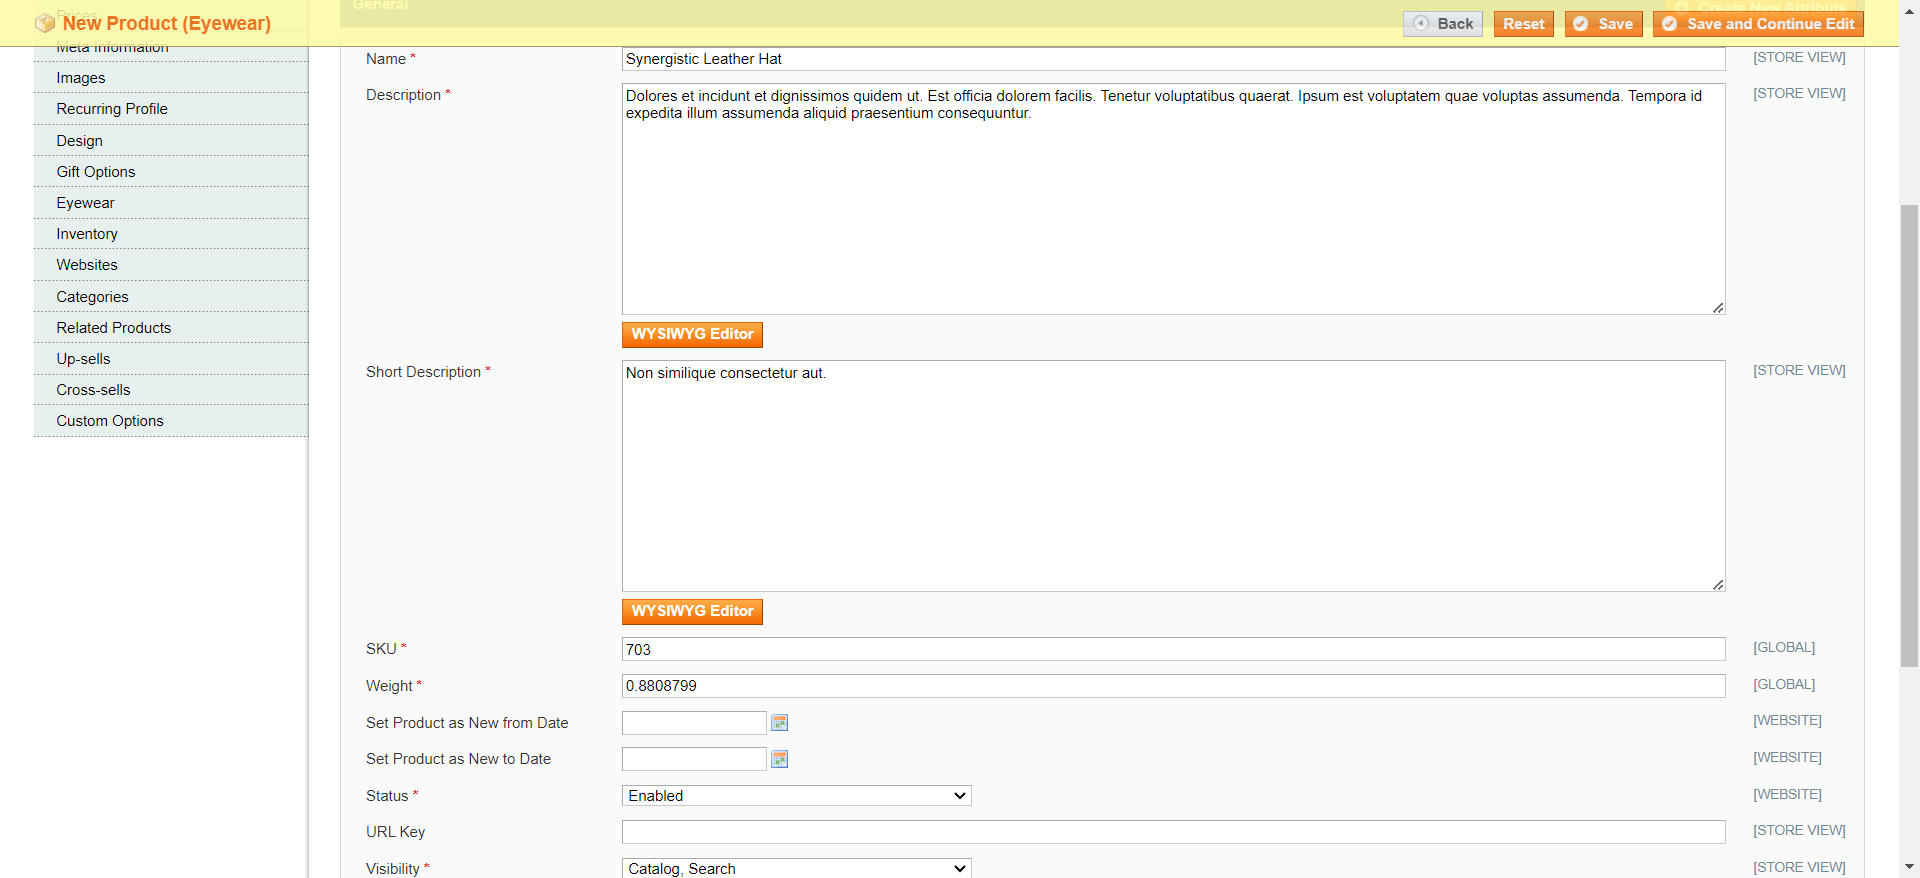 General
Create New Attribute
Prices
New Product (Eyewear)
Back
Reset
Save
Save and Continue Edit
Meta Information
Images
Recurring Profile
Design
Gift Options
Eyewear
Inventory
Websites
Categories
Related Products
Up-sells
Cross-sells
Custom Options
Name *
Synergistic Leather Hat
[STORE VIEW]
Description *
Dolores et incidunt et dignissimos quidem ut. Est officia dolorem facilis. Tenetur voluptatibus quaerat. Ipsum est voluptatem quae voluptas assumenda. Tempora id
expedita illum assumenda aliquid praesentium consequuntur.
[STORE VIEW]
WYSIWYG Editor
Short Description *
Non similique consectetur aut.
[STORE VIEW]
WYSIWYG Editor
SKU *
703
[GLOBAL]
Weight *
0.8808799
[GLOBAL]
Set Product as New from Date
[WEBSITE]
Set Product as New to Date
[WEBSITE]
Status *
Enabled
[WEBSITE]
URL Key
[STORE VIEW]
Visibility *
Catalog, Search
[STORE VIEW]